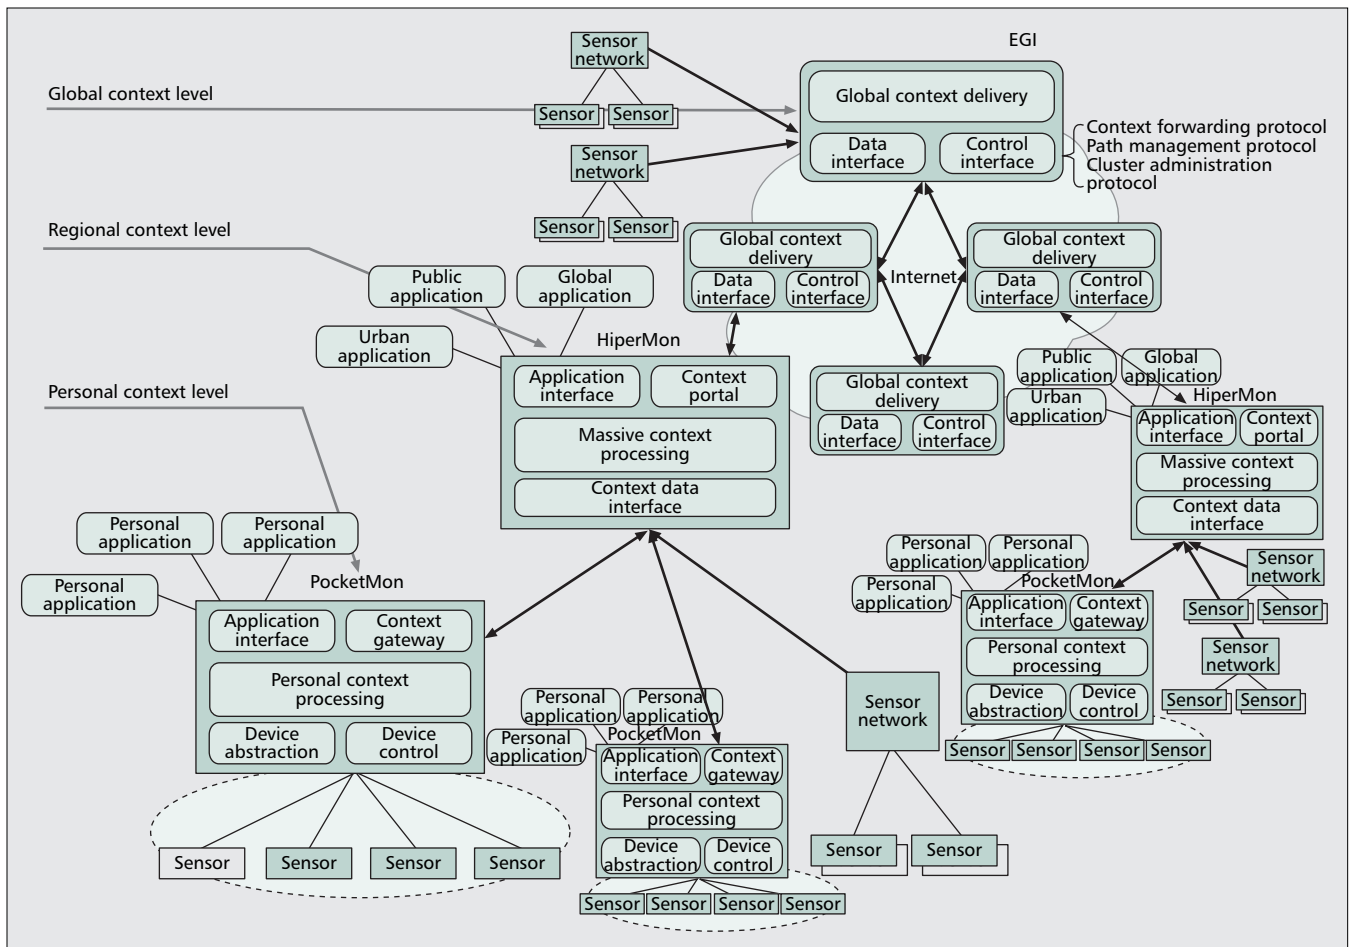 EGI
Sensor
network
Global context level
Sensor
Sensor
Global context delivery
Data
interface
Control
interface
Context forwarding protocol
Path management protocol
Cluster administration
protocol
Sensor
network
Sensor
Sensor
Regional context level
Global context
delivery
Data
interface
Control
interface
Internet
Global context
delivery
Data
interface
Control
interface
Public
application
Global
application
Urban
application
HiperMon
Application
interface
Context
portal
Massive context
processing
Context data
interface
Global context
delivery
Data
interface
Control
interface
Public
application
Global
application
Urban
application
HiperMon
Application
interface
Context
portal
Massive context
processing
Context data
interface
Personal context level
Personal
application
Personal
application
Personal
application
PocketMon
Application
interface
Context
gateway
Personal context
processing
Device
abstraction
Device
control
Sensor
Sensor
Sensor
Sensor
Personal
application
Personal
application
Personal
application
PocketMon
Application
interface
Context
gateway
Personal context
processing
Device
abstraction
Device
control
Sensor
Sensor
Sensor
Sensor
Sensor
network
Sensor
Sensor
Personal
application
Personal
application
Personal
application
PocketMon
Application
interface
Context
gateway
Personal context
processing
Device
abstraction
Device
control
Sensor
Sensor
Sensor
Sensor
Sensor
network
Sensor
Sensor
Sensor
network
Sensor
Sensor